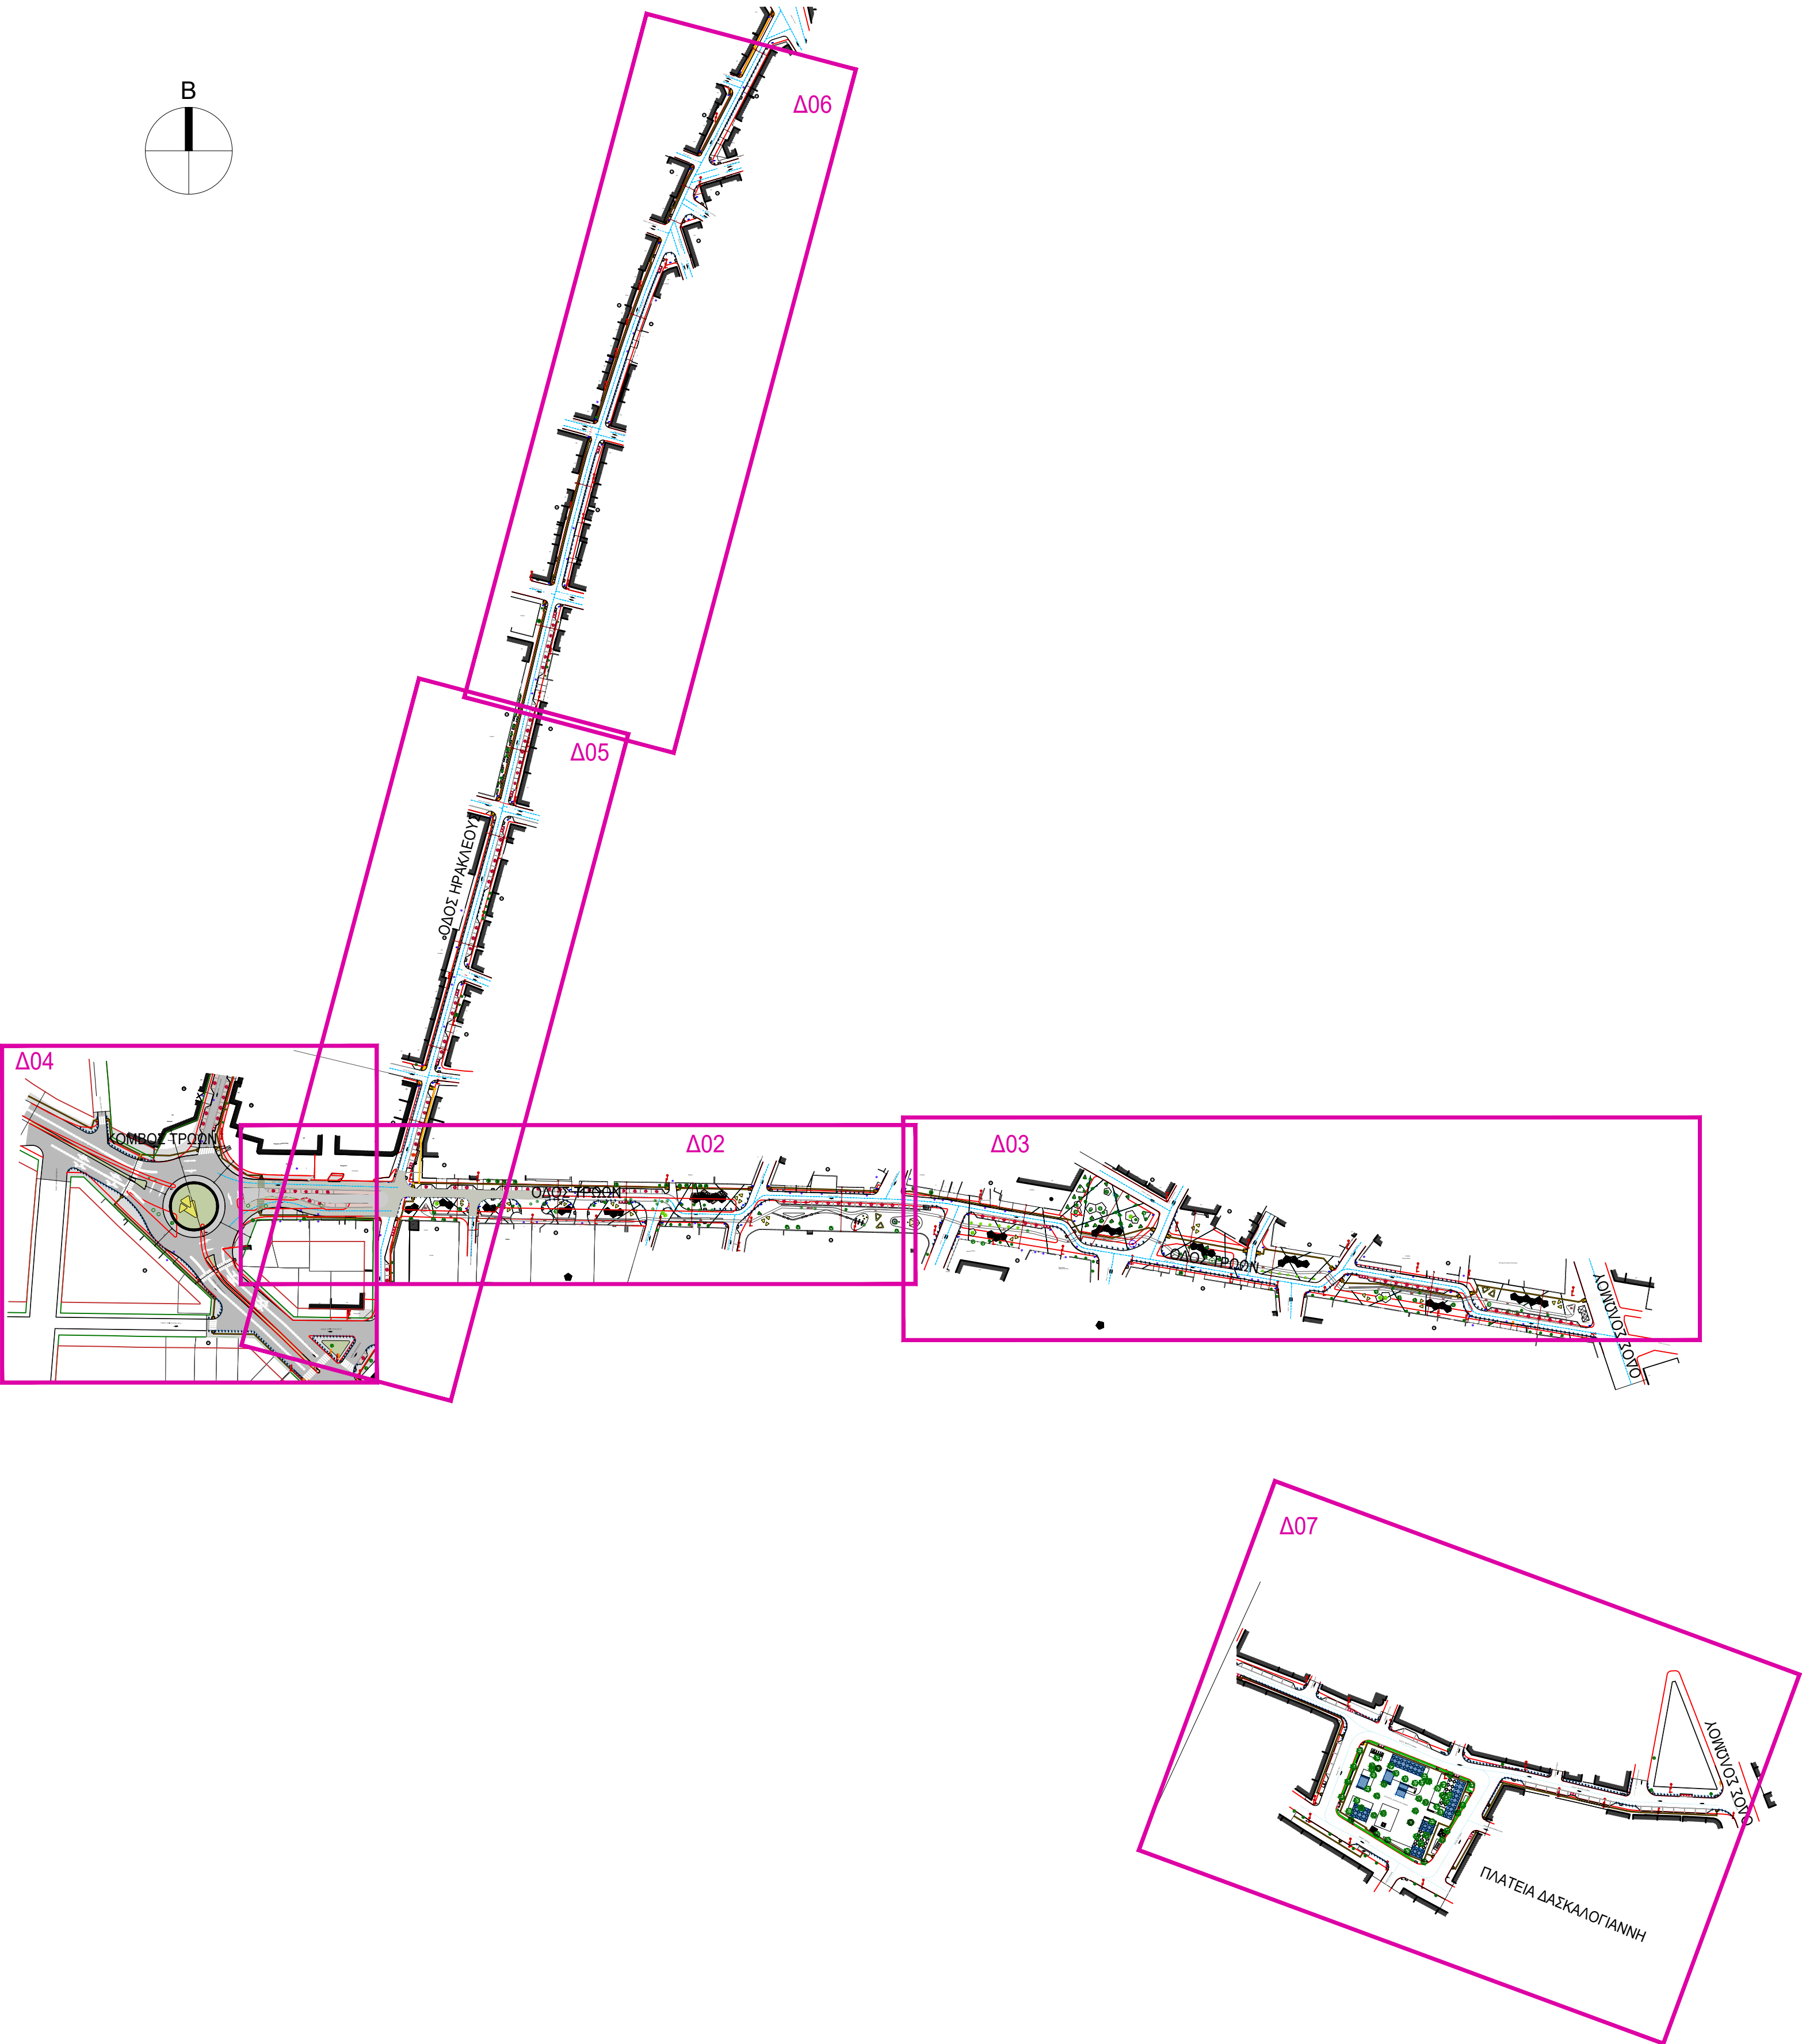 Β
Δ06
Δ05
ΟΔΟΣ ΗΡΑΚΛΕΟΥΣ
Δ04
ΚΟΜΒΟΣ ΤΡΩΩΝ
Δ02
ΟΔΟΣ ΤΡΩΩΝ
Δ03
ΟΔΟΣ ΤΡΩΩΝ
ΟΔΟΣ ΣΟΛΩΜΟΥ
Δ07
ΟΔΟΣ ΣΟΛΩΜΟΥ
ΠΛΑΤΕΙΑ ΔΑΣΚΑΛΟΓΙΑΝΝΗ